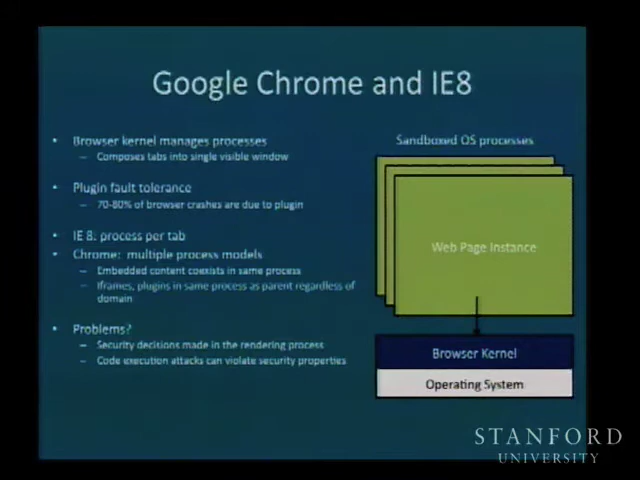 Google Chrome and IE8
• Browser kernel manages processes
– Composes tabs into single visible window
• Plugin fault tolerance
– 70-80% of browser crashes are due to plugin
• IE 8: process per tab
• Chrome: multiple process models
– Embedded content coexists in same process
– Iframes, plugins in same process as parent regardless of
domain
• Problems?
– Security decisions made in the rendering process
– Code execution attacks can violate security properties
Sandboxed OS processes
Web Page Instance
Browser Kernel
Operating System
STANFORD
UNIVERSITY